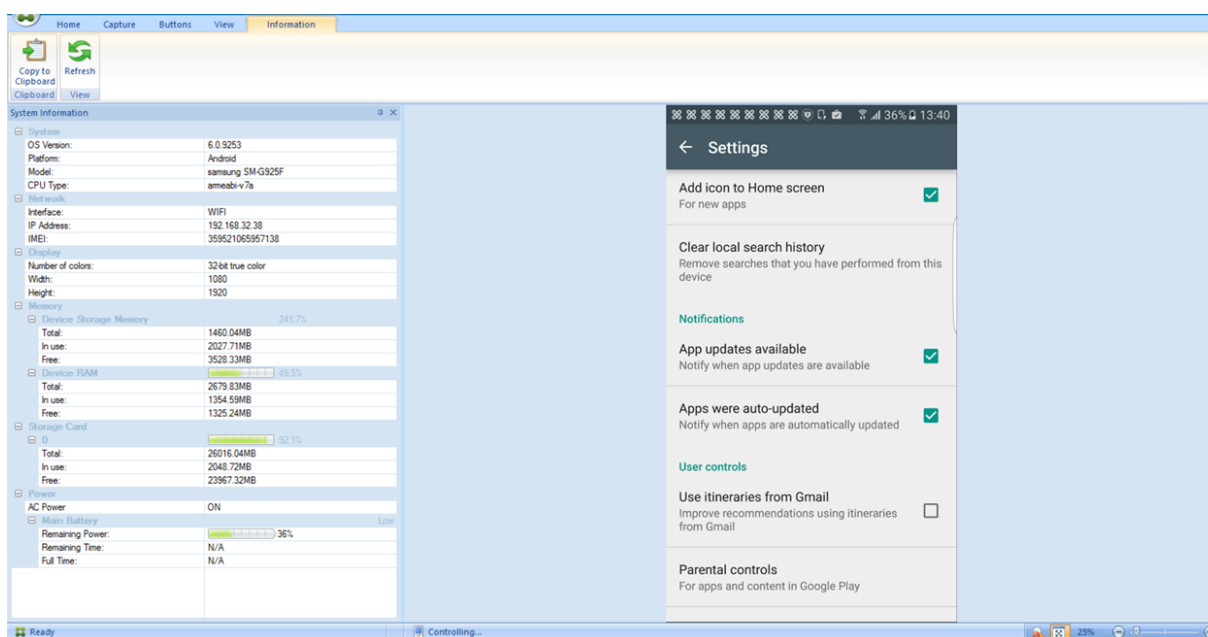 Home Capture Buttons View Information
Copy to Clipboard
Refresh
Clipboard View
System Information
System
OS Version: 6.0.9253
Platform: Android
Model: samsung SM-G925F
CPU Type: armeabi-v7a
Network
Interface: WIFI
IP Address: 192.168.32.38
IMEI: 359521065957138
Display
Number of colors: 32-bit true color
Width: 1080
Height: 1920
Memory
Device Storage Memory 241.7%
Total: 1460.04MB
In use: 2027.71MB
Free: 3528.33MB
Device RAM 49.5%
Total: 2679.83MB
In use: 1354.59MB
Free: 1325.24MB
Storage Card
0 52.1%
Total: 26016.04MB
In use: 2048.72MB
Free: 23967.32MB
Power
AC Power ON
Main Battery Low
Remaining Power: 36%
Remaining Time: N/A
Full Time: N/A
Ready
36% 13:40
Settings
Add icon to Home screen
For new apps
Clear local search history
Remove searches that you have performed from this
device
Notifications
App updates available
Notify when app updates are available
Apps were auto-updated
Notify when apps are automatically updated
User controls
Use itineraries from Gmail
Improve recommendations using itineraries
from Gmail
Parental controls
For apps and content in Google Play
Controlling...
25%